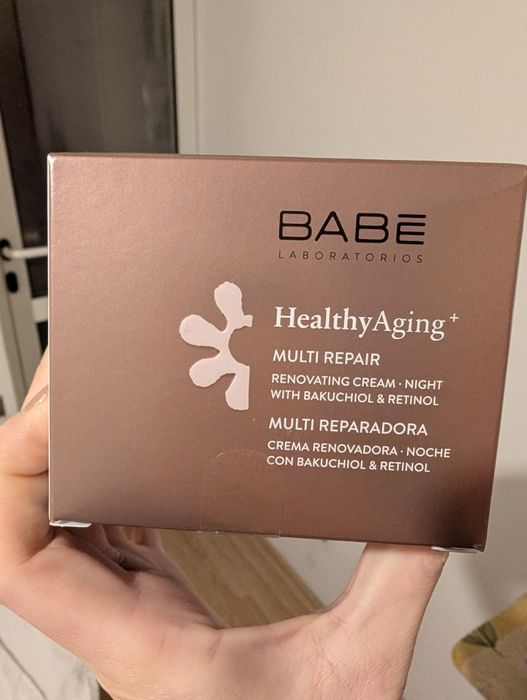 BABĒ
LABORATORIOS
HealthyAging+
MULTI REPAIR
RENOVATING CREAM · NIGHT
WITH BAKUCHIOL & RETINOL
MULTI REPARADORA
CREMA RENOVADORA · NOCHE
CON BAKUCHIOL & RETINOL